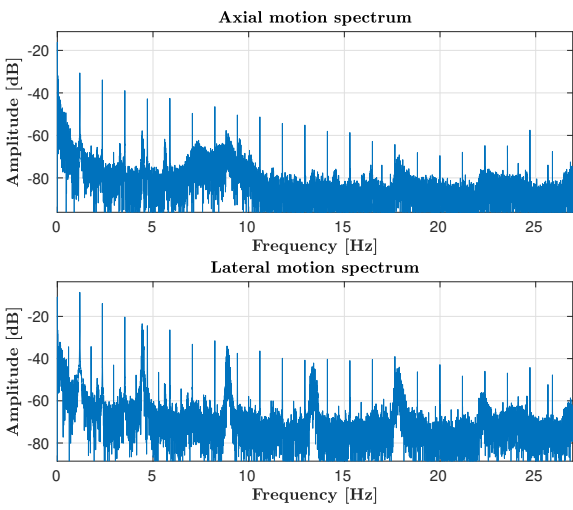 Axial motion spectrum
-20
-40
-60
-80
Amplitude [dB]
0 5 10 15 20 25
Frequency [Hz]
Lateral motion spectrum
-20
-40
-60
-80
Amplitude [dB]
0 5 10 15 20 25
Frequency [Hz]